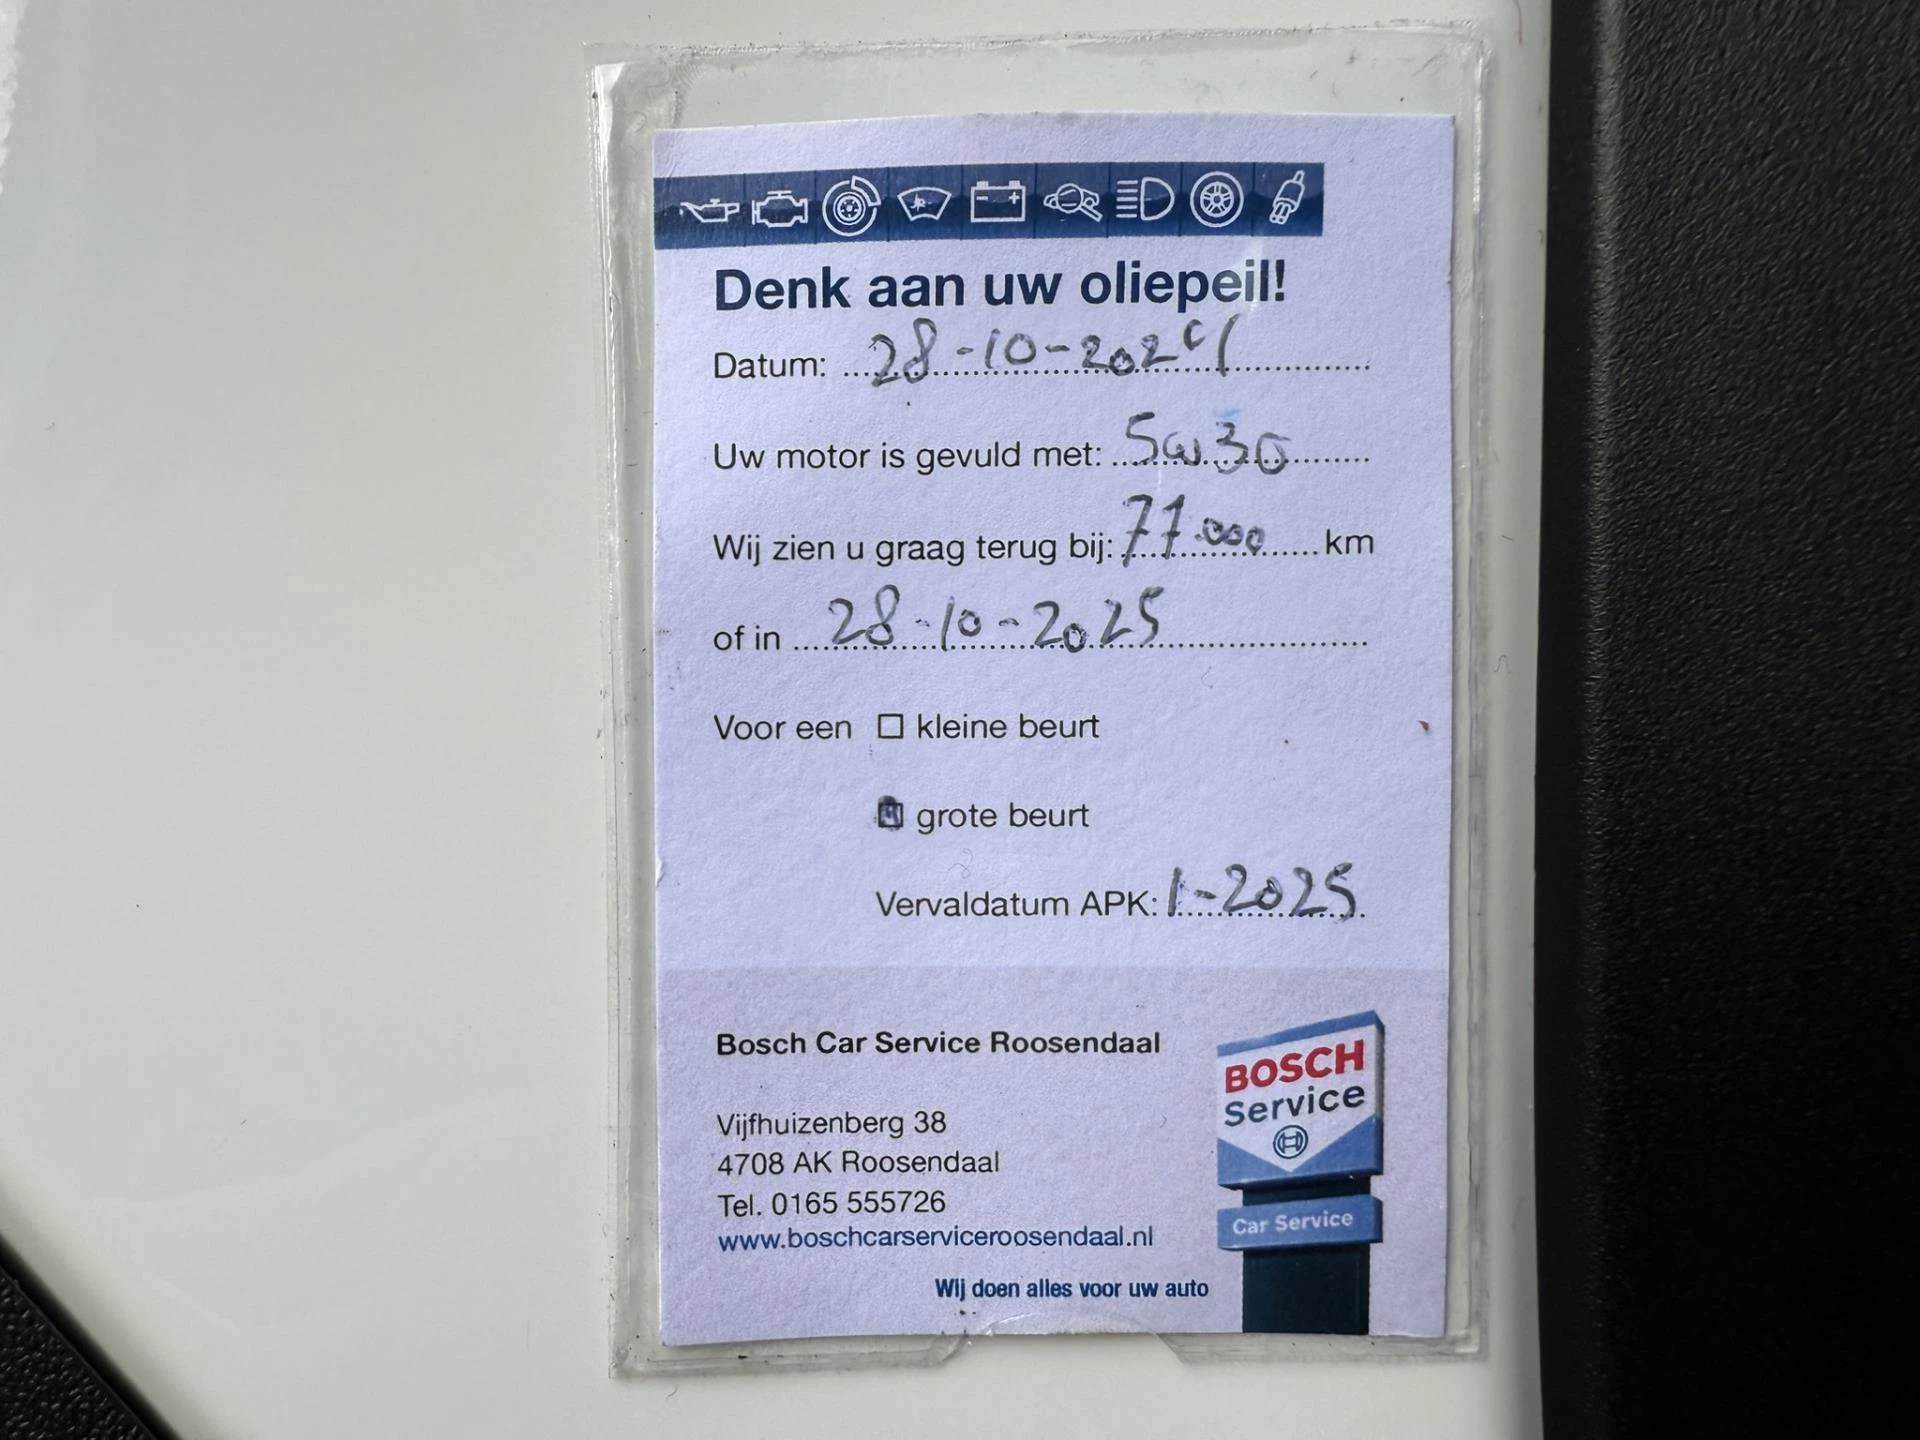 Denk aan uw oliepeil!
Datum: 28-10-2024
Uw motor is gevuld met: 5w30
Wij zien u graag terug bij: 77.000 km
of in 28-10-2025
Voor een kleine beurt
grote beurt
Vervaldatum APK: 1-2025
Bosch Car Service Roosendaal
Vijfhuizenberg 38
4708 AK Roosendaal
Tel. 0165 555726
www.boschcarserviceroosendaal.nl
Wij doen alles voor uw auto
BOSCH
Service
Car Service